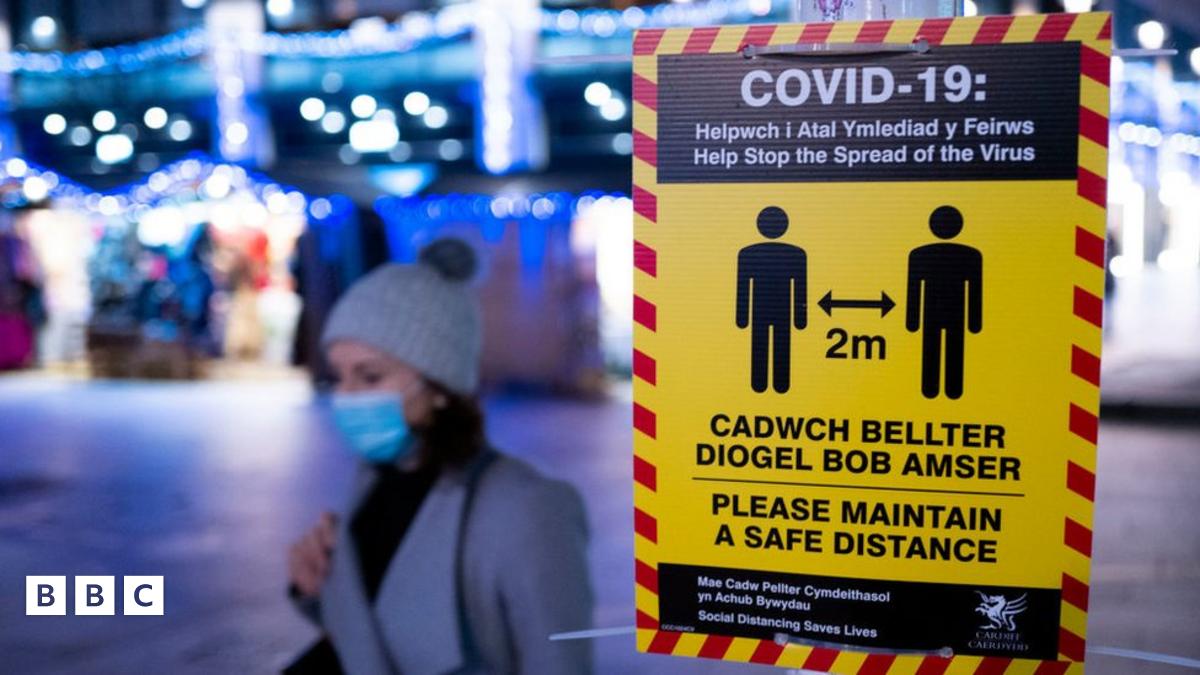 COVID-19:
Helpwch i Atal Ymlediad y Feirws
Help Stop the Spread of the Virus
2m
CADWCH BELLTER
DIOGEL BOB AMSER
PLEASE MAINTAIN
A SAFE DISTANCE
Mae Cadw Pellter Cymdeithasol
yn Achub Bywydau
Social Distancing Saves Lives
CARDIFF
CAERDYDD
BBC